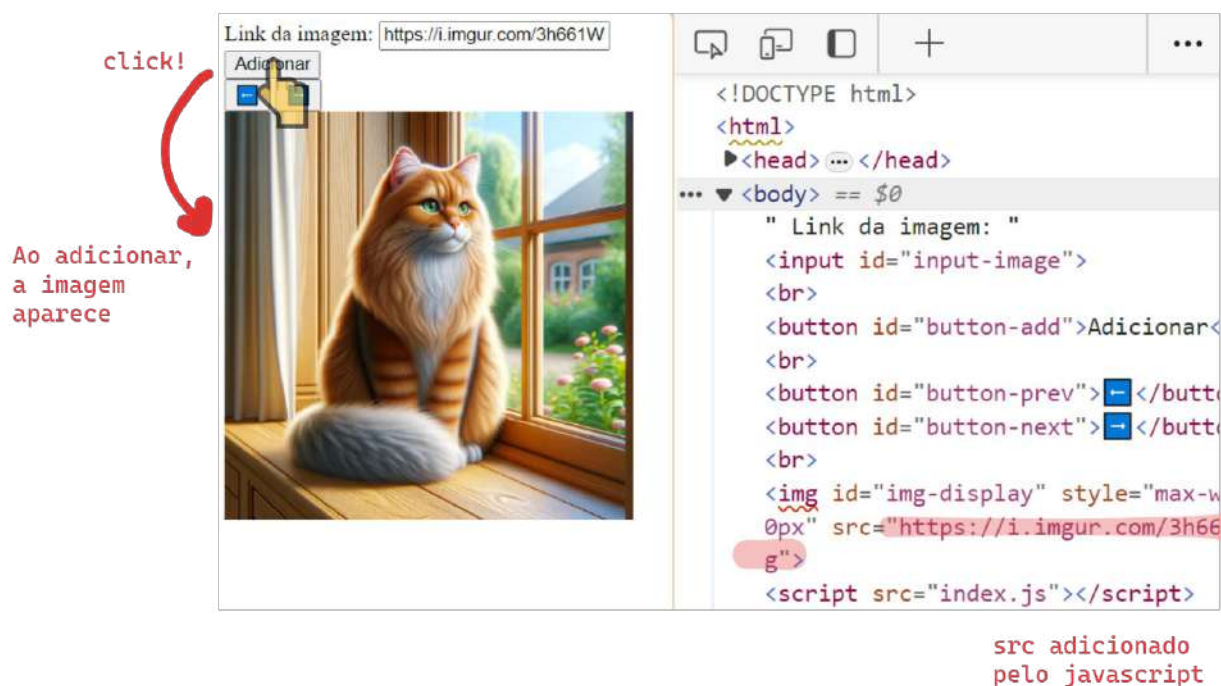 click!
Ao adicionar,
a imagem
aparece
Link da imagem: https://i.imgur.com/3h661W
Adicionar
<!DOCTYPE html>
<html>
<head> ... </head>
<body> == $0
" Link da imagem: "
<input id="input-image">
<br>
<button id="button-add">Adicionar<
<br>
<button id="button-prev">⬅</butto
<button id="button-next">➡</butto
<br>
<img id="img-display" style="max-w
0px" src="https://i.imgur.com/3h66
g">
<script src="index.js"></script>
src adicionado
pelo javascript